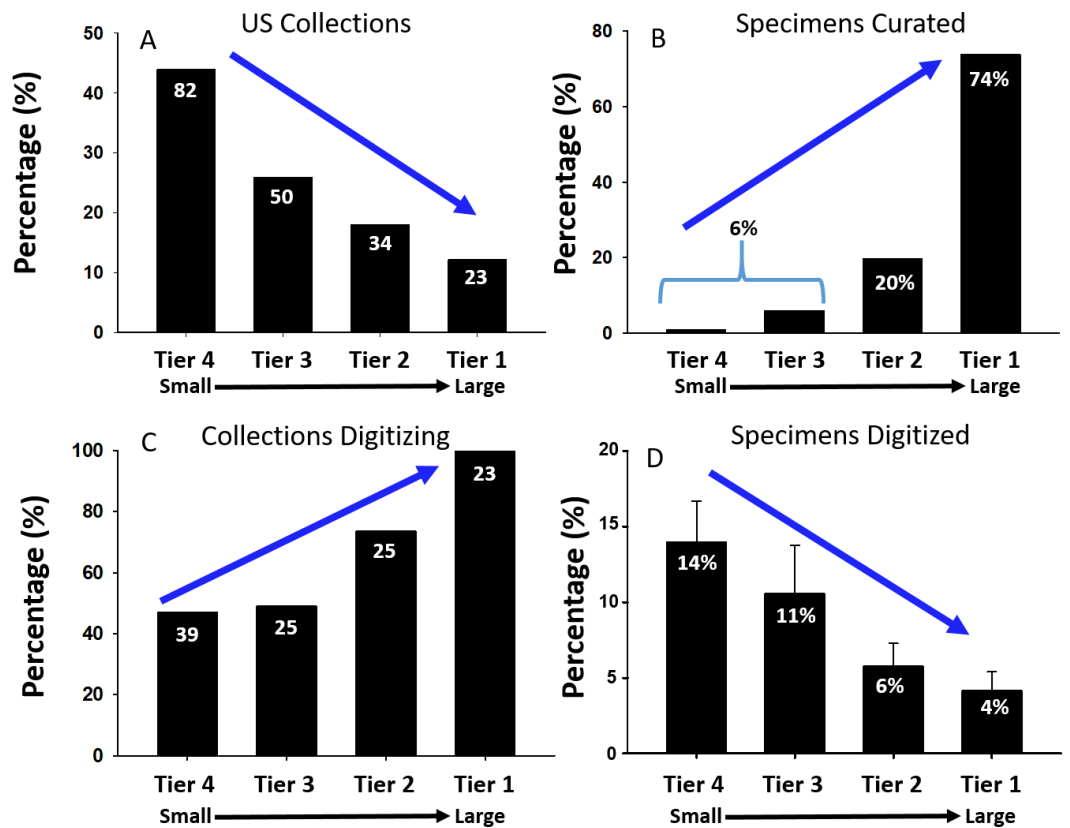 A
US Collections
Percentage (%)
50
40
30
20
10
0
82
50
34
23
Tier 4 Tier 3 Tier 2 Tier 1
Small Large
B
Specimens Curated
Percentage (%)
80
60
40
20
0
6%
20%
74%
Tier 4 Tier 3 Tier 2 Tier 1
Small Large
C
Collections Digitizing
Percentage (%)
100
80
60
40
20
0
39
25
25
23
Tier 4 Tier 3 Tier 2 Tier 1
Small Large
D
Specimens Digitized
Percentage (%)
20
15
10
5
0
14%
11%
6%
4%
Tier 4 Tier 3 Tier 2 Tier 1
Small Large